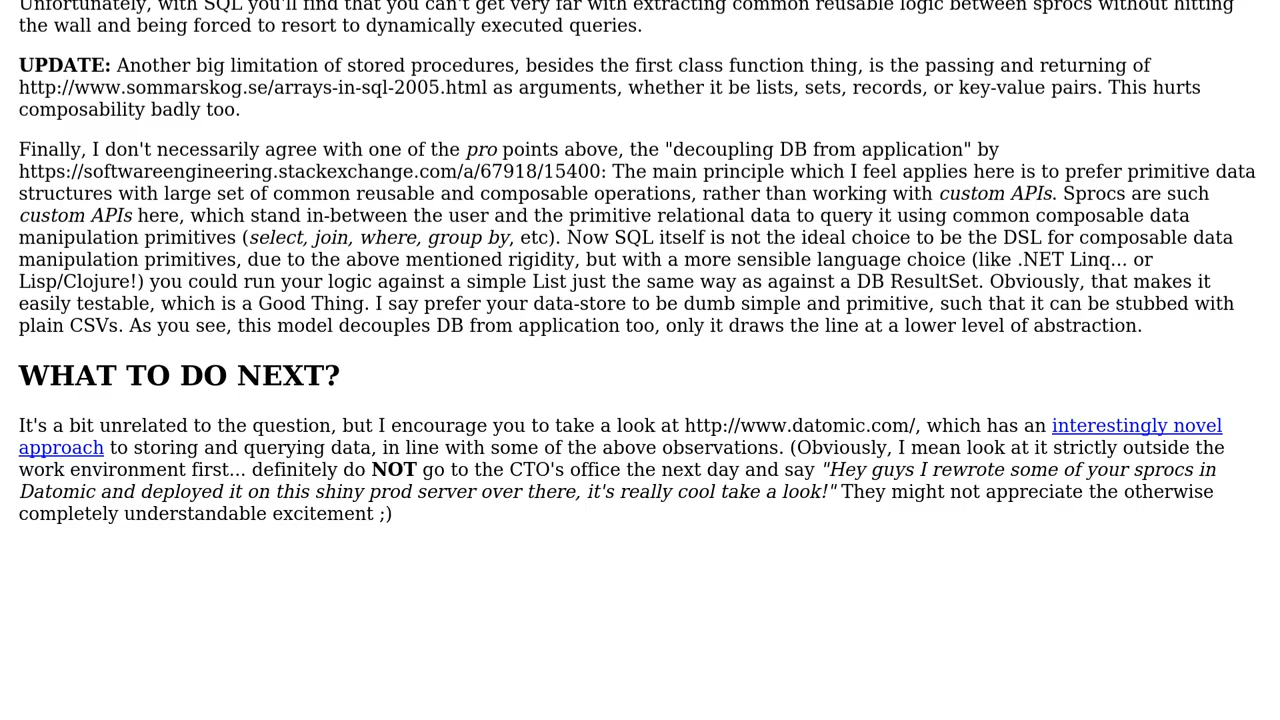 Unfortunately, with SQL you'll find that you can't get very far with extracting common reusable logic between sprocs without hitting
the wall and being forced to resort to dynamically executed queries.
UPDATE: Another big limitation of stored procedures, besides the first class function thing, is the passing and returning of
http://www.sommarskog.se/arrays-in-sql-2005.html as arguments, whether it be lists, sets, records, or key-value pairs. This hurts
composability badly too.
Finally, I don't necessarily agree with one of the pro points above, the "decoupling DB from application" by
https://softwareengineering.stackexchange.com/a/67918/15400: The main principle which I feel applies here is to prefer primitive data
structures with large set of common reusable and composable operations, rather than working with custom APIs. Sprocs are such
custom APIs here, which stand in-between the user and the primitive relational data to query it using common composable data
manipulation primitives (select, join, where, group by, etc). Now SQL itself is not the ideal choice to be the DSL for composable data
manipulation primitives, due to the above mentioned rigidity, but with a more sensible language choice (like .NET Linq... or
Lisp/Clojure!) you could run your logic against a simple List just the same way as against a DB ResultSet. Obviously, that makes it
easily testable, which is a Good Thing. I say prefer your data-store to be dumb simple and primitive, such that it can be stubbed with
plain CSVs. As you see, this model decouples DB from application too, only it draws the line at a lower level of abstraction.
WHAT TO DO NEXT?
It's a bit unrelated to the question, but I encourage you to take a look at http://www.datomic.com/, which has an interestingly novel
approach to storing and querying data, in line with some of the above observations. (Obviously, I mean look at it strictly outside the
work environment first... definitely do NOT go to the CTO's office the next day and say "Hey guys I rewrote some of your sprocs in
Datomic and deployed it on this shiny prod server over there, it's really cool take a look!" They might not appreciate the otherwise
completely understandable excitement ;)